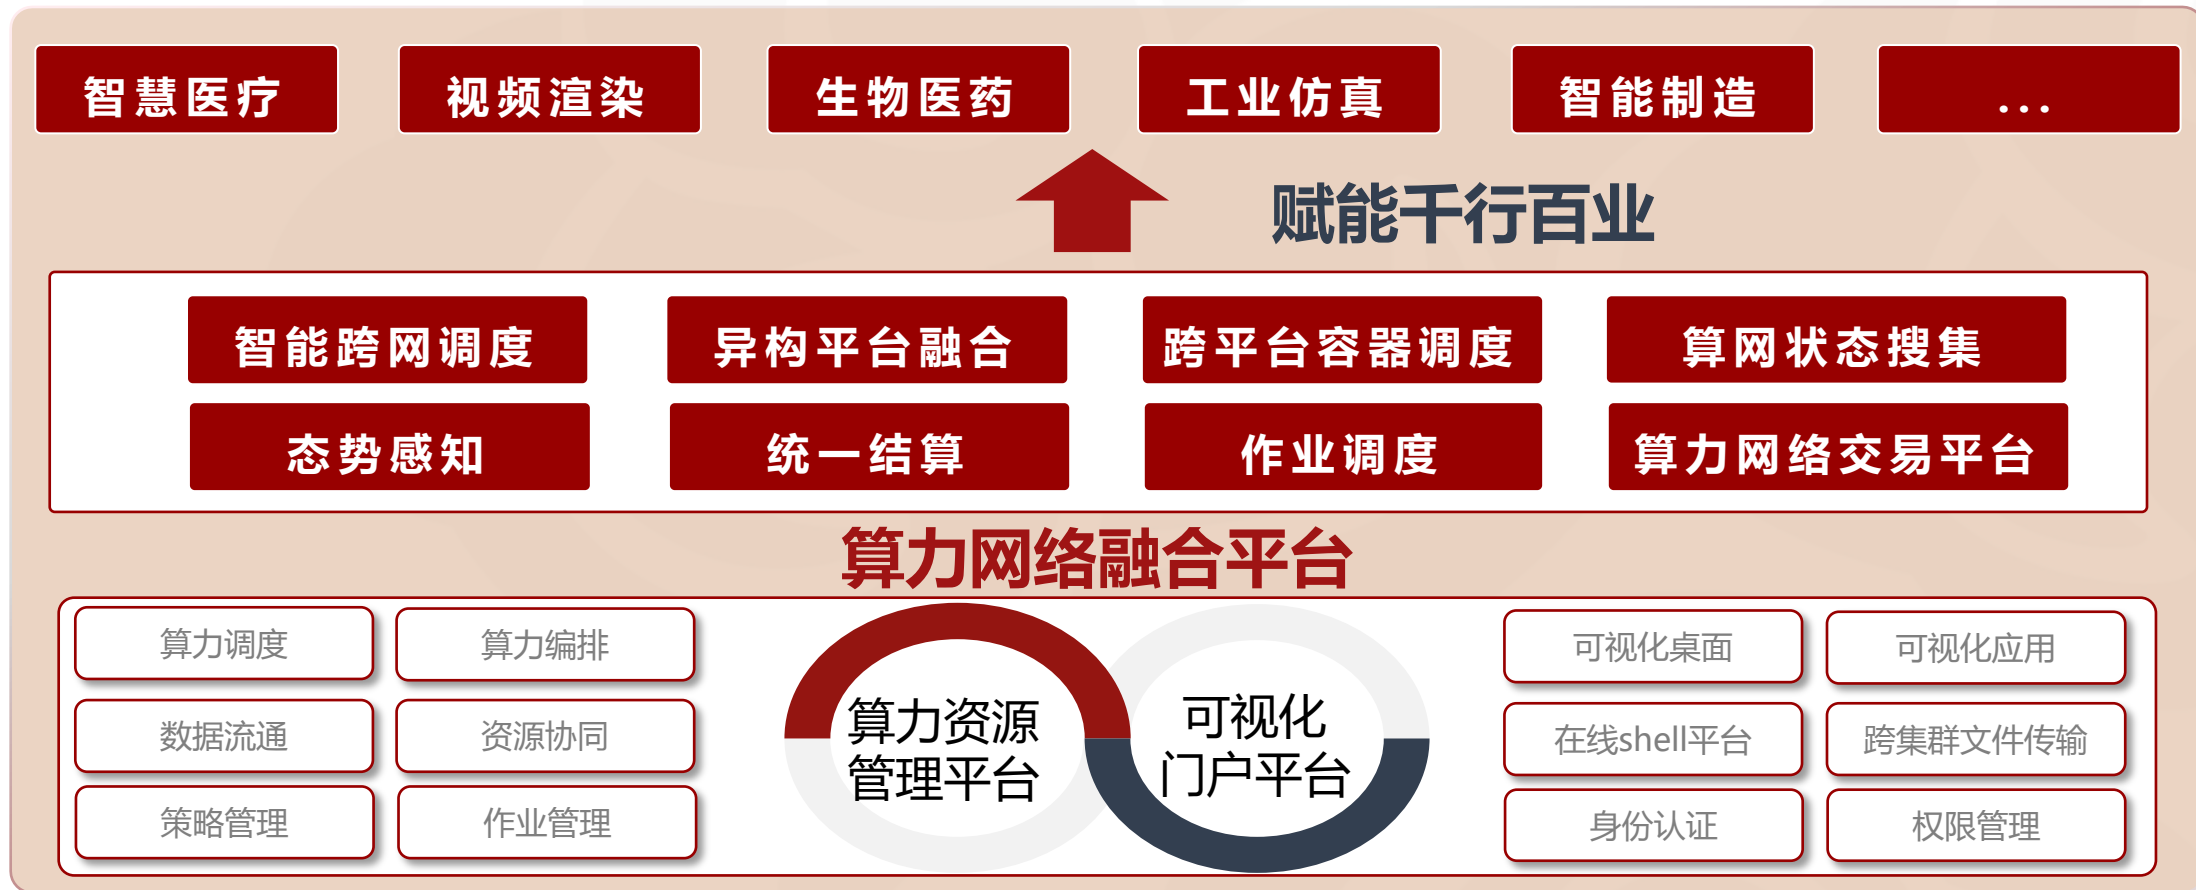 智慧医疗
视频渲染
生物医药
工业仿真
智能制造
...
赋能千行百业
智能跨网调度
异构平台融合
跨平台容器调度
算网状态搜集
态势感知
统一结算
作业调度
算力网络交易平台
算力网络融合平台
算力调度
算力编排
数据流通
资源协同
策略管理
作业管理
算力资源
管理平台
可视化
门户平台
可视化桌面
可视化应用
在线shell平台
跨集群文件传输
身份认证
权限管理